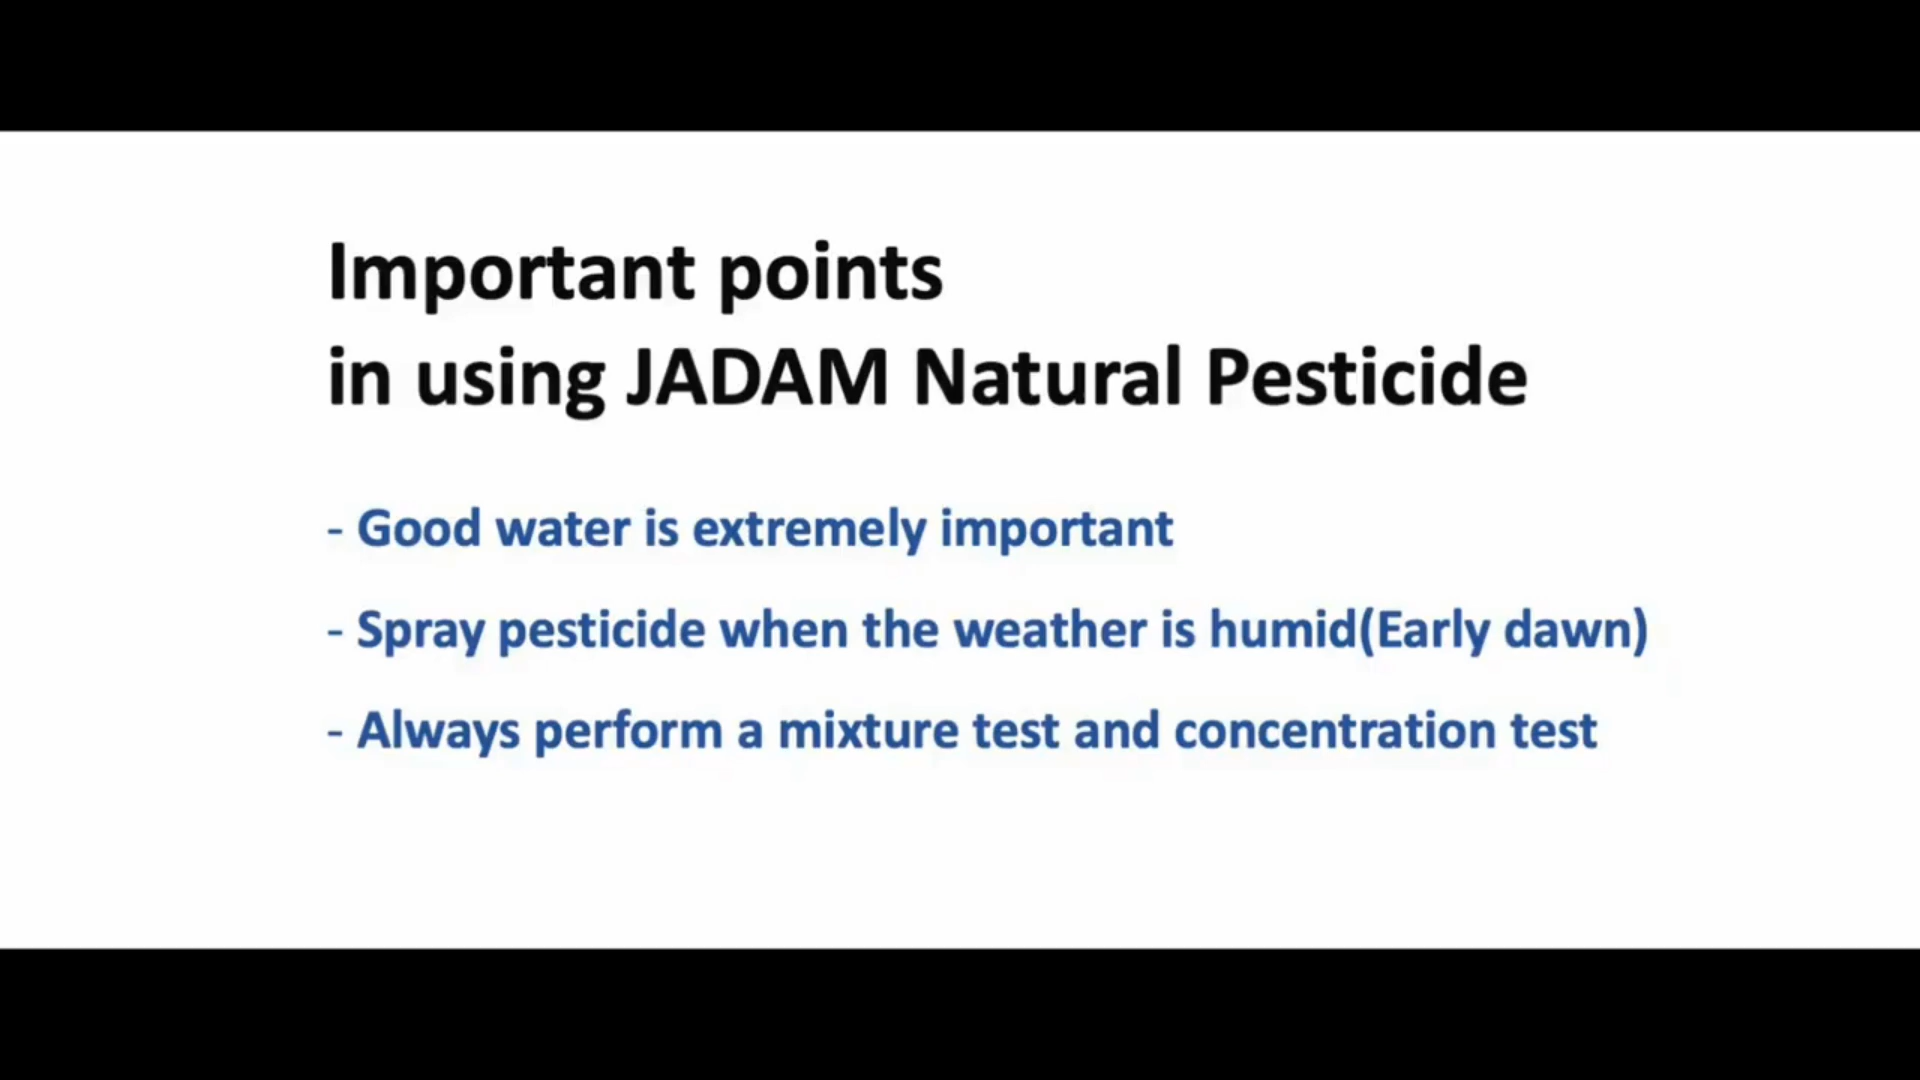 Important points
in using JADAM Natural Pesticide
- Good water is extremely important
- Spray pesticide when the weather is humid(Early dawn)
- Always perform a mixture test and concentration test